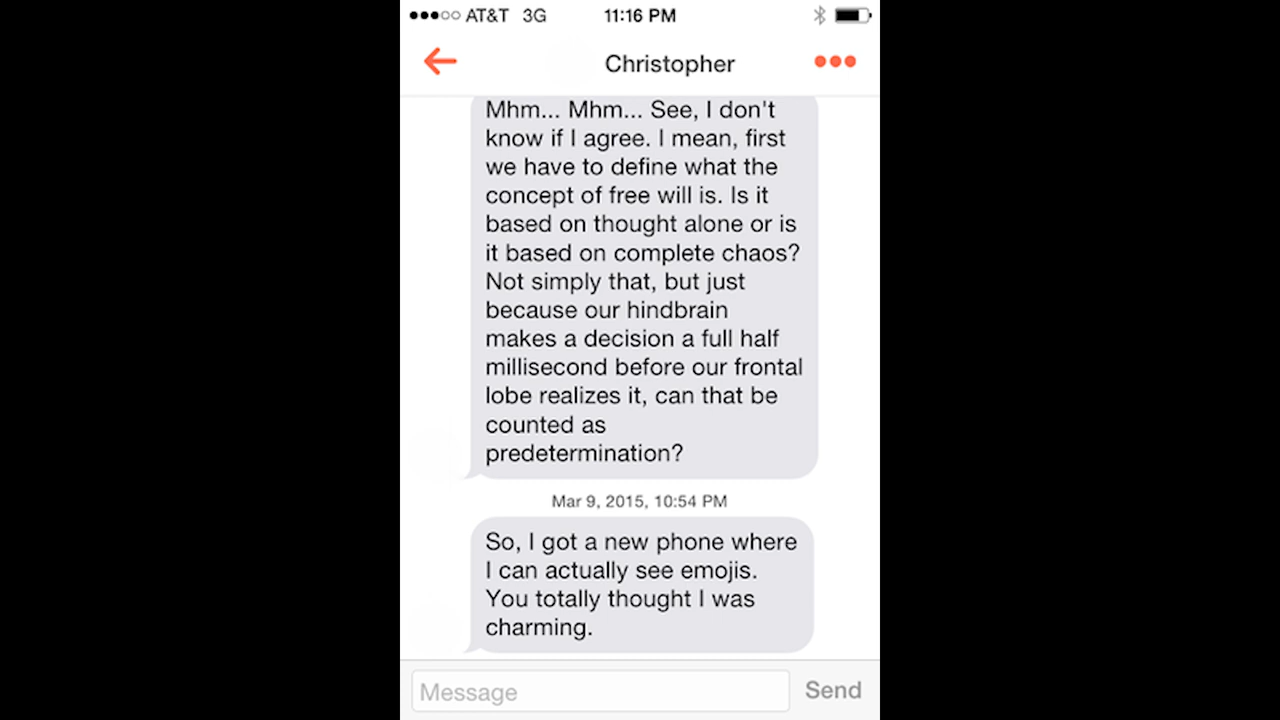 AT&T 3G 11:16 PM
Christopher
Mhm... Mhm... See, I don't
know if I agree. I mean, first
we have to define what the
concept of free will is. Is it
based on thought alone or is
it based on complete chaos?
Not simply that, but just
because our hindbrain
makes a decision a full half
millisecond before our frontal
lobe realizes it, can that be
counted as
predetermination?
Mar 9, 2015, 10:54 PM
So, I got a new phone where
I can actually see emojis.
You totally thought I was
charming.
Message Send